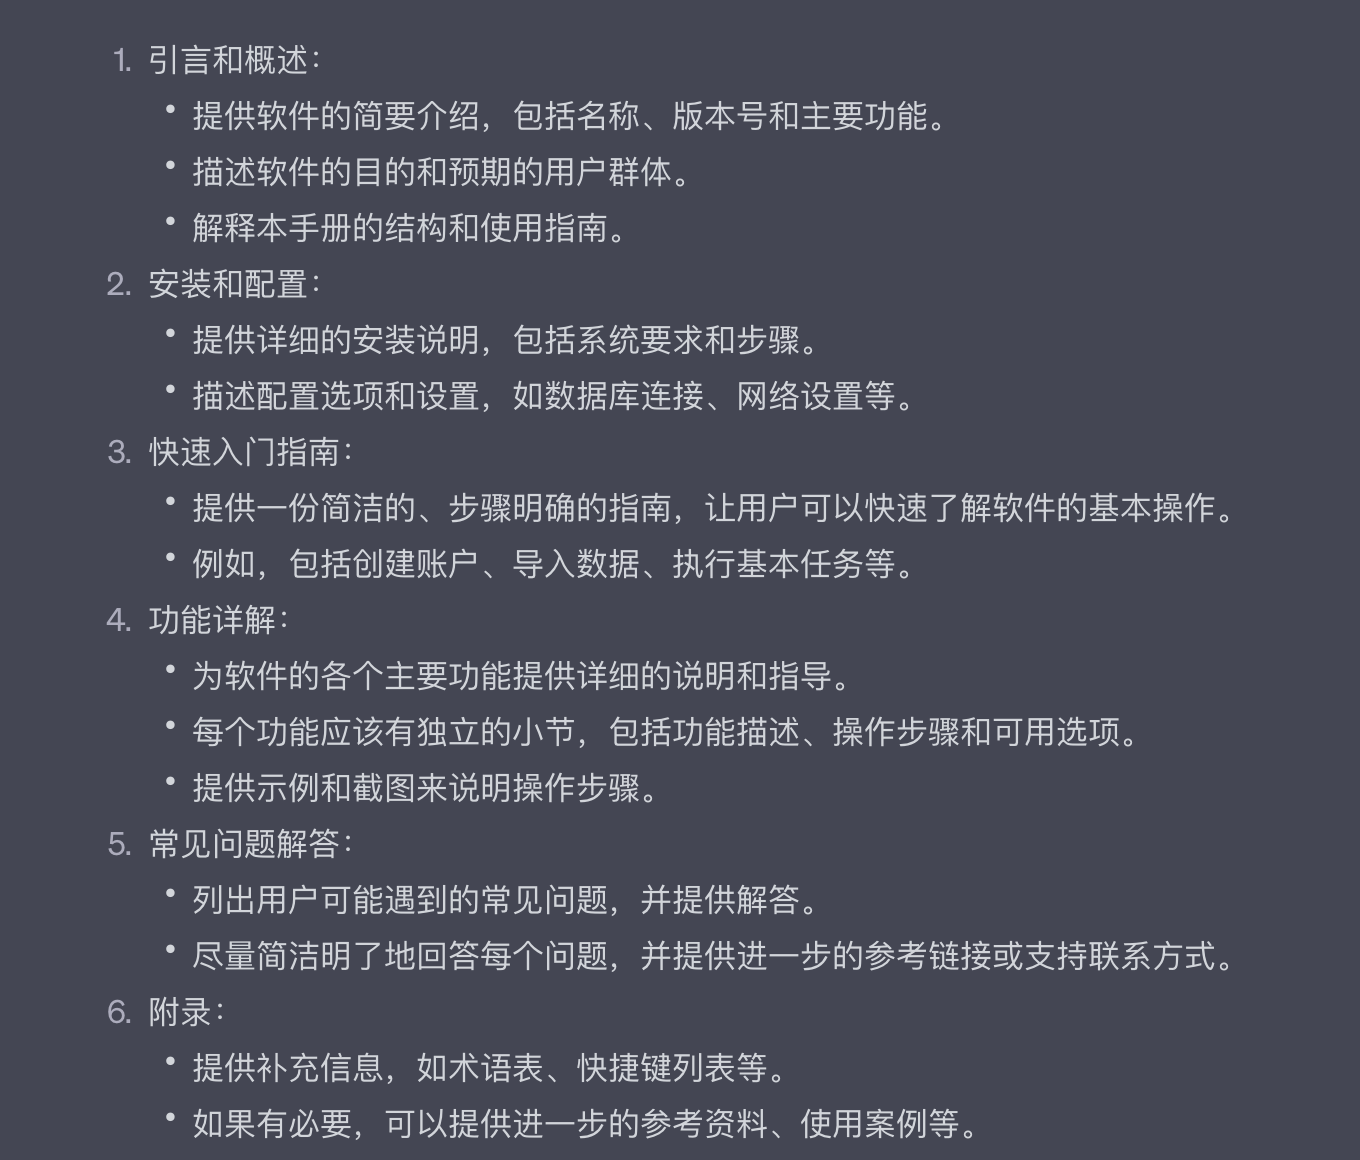 1. 引言和概述：
• 提供软件的简要介绍，包括名称、版本号和主要功能。
• 描述软件的目的和预期的用户群体。
• 解释本手册的结构和使用指南。
2. 安装和配置：
• 提供详细的安装说明，包括系统要求和步骤。
• 描述配置选项和设置，如数据库连接、网络设置等。
3. 快速入门指南：
• 提供一份简洁的、步骤明确的指南，让用户可以快速了解软件的基本操作。
• 例如，包括创建账户、导入数据、执行基本任务等。
4. 功能详解：
• 为软件的各个主要功能提供详细的说明和指导。
• 每个功能应该有独立的小节，包括功能描述、操作步骤和可用选项。
• 提供示例和截图来说明操作步骤。
5. 常见问题解答：
• 列出用户可能遇到的常见问题，并提供解答。
• 尽量简洁明了地回答每个问题，并提供进一步的参考链接或支持联系方式。
6. 附录：
• 提供补充信息，如术语表、快捷键列表等。
• 如果有必要，可以提供进一步的参考资料、使用案例等。